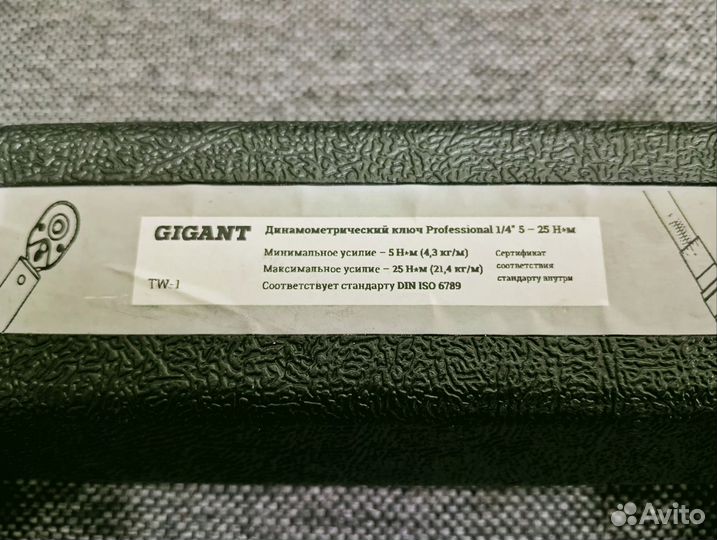 GIGANT
Динамометрический ключ Professional 1/4" 5 – 25 Н*м
Минимальное усилие – 5 Н*м (4,3 кг/м)
Максимальное усилие – 25 Н*м (21,4 кг/м)
Соответствует стандарту DIN ISO 6789
Сертификат
соответствия
стандарту внутри
TW-1
Avito